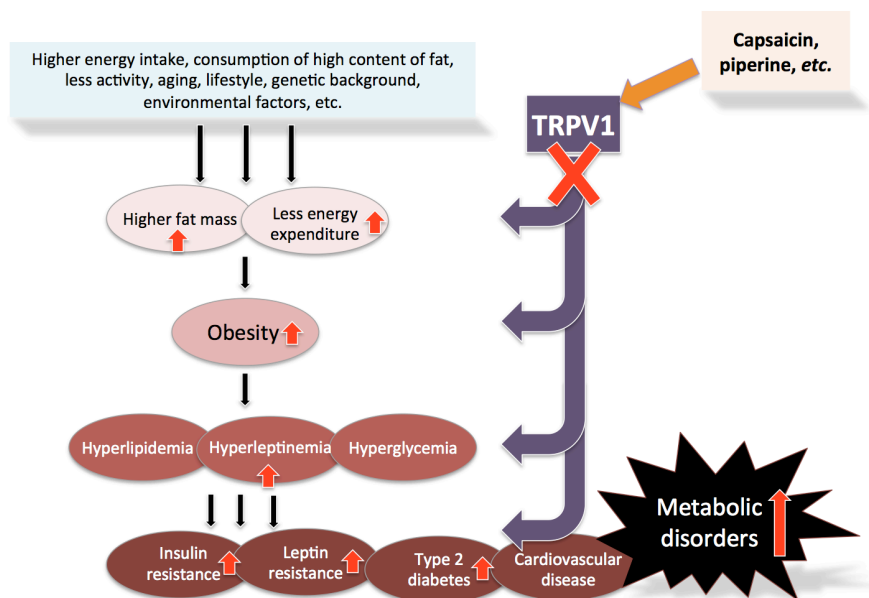 Higher energy intake, consumption of high content of fat,
less activity, aging, lifestyle, genetic background,
environmental factors, etc.
Capsaicin,
piperine, etc.
TRPV1
Higher fat mass
Less energy
expenditure
Obesity
Hyperlipidemia
Hyperleptinemia
Hyperglycemia
Metabolic
disorders
Insulin
resistance
Leptin
resistance
Type 2
diabetes
Cardiovascular
disease